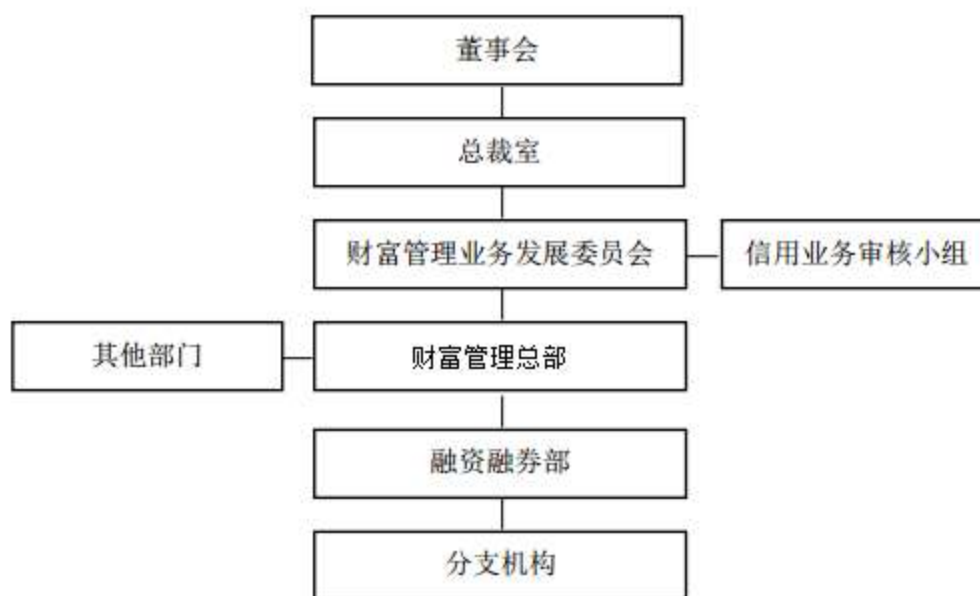 董事会
总裁室
财富管理业务发展委员会
信用业务审核小组
其他部门
财富管理总部
融资融券部
分支机构